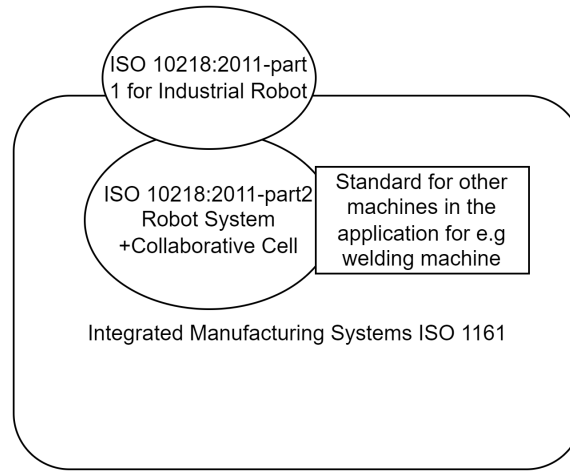 ISO 10218:2011-part
1 for Industrial Robot
ISO 10218:2011-part2
Robot System
+Collaborative Cell
Standard for other
machines in the
application for e.g
welding machine
Integrated Manufacturing Systems ISO 1161